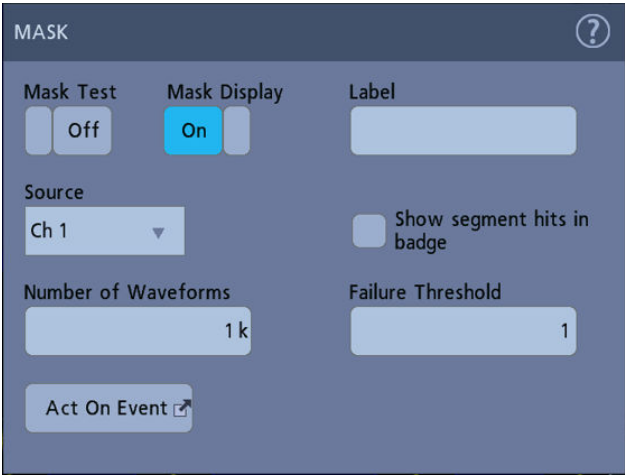 MASK
?
Mask Test
Mask Display
Label
Off
On
Source
Ch 1
Show segment hits in
badge
Number of Waveforms
Failure Threshold
1 k
1
Act On Event